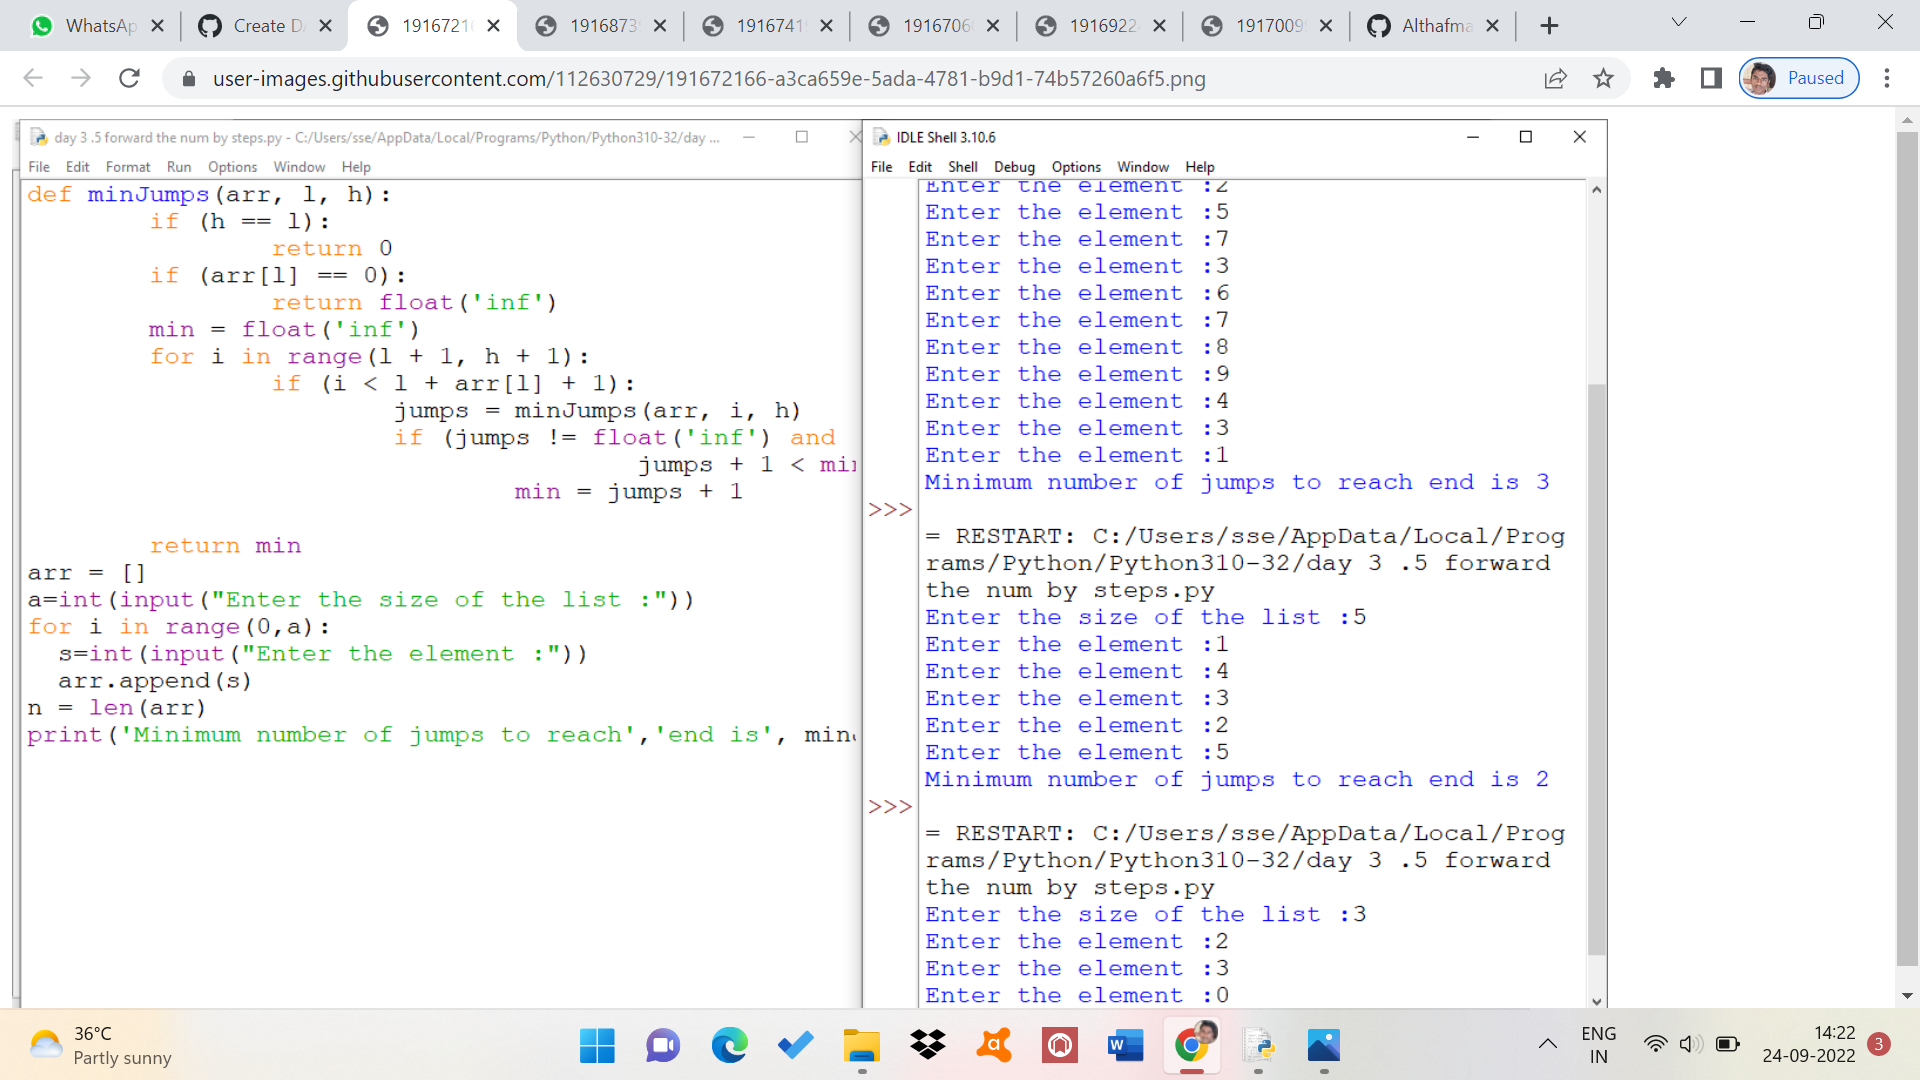 WhatsAp
Create D
1916721
1916873
1916741
1916706
1916922
1917009
Althafma
user-images.githubusercontent.com/112630729/191672166-a3ca659e-5ada-4781-b9d1-74b57260a6f5.png
Paused
day 3 .5 forward the num by steps.py - C:/Users/sse/AppData/Local/Programs/Python/Python310-32/day ...
File Edit Format Run Options Window Help
def minJumps(arr, l, h):
if (h == l):
return 0
if (arr[l] == 0):
return float('inf')
min = float('inf')
for i in range(l + 1, h + 1):
if (i < l + arr[l] + 1):
jumps = minJumps(arr, i, h)
if (jumps != float('inf') and
jumps + 1 < min
min = jumps + 1
return min
arr = []
a=int(input("Enter the size of the list :"))
for i in range(0,a):
s=int(input("Enter the element :"))
arr.append(s)
n = len(arr)
print('Minimum number of jumps to reach','end is', min
IDLE Shell 3.10.6
File Edit Shell Debug Options Window Help
Enter the element :2
Enter the element :5
Enter the element :7
Enter the element :3
Enter the element :6
Enter the element :7
Enter the element :8
Enter the element :9
Enter the element :4
Enter the element :3
Enter the element :1
Minimum number of jumps to reach end is 3
>>>
= RESTART: C:/Users/sse/AppData/Local/Prog
rams/Python/Python310-32/day 3 .5 forward
the num by steps.py
Enter the size of the list :5
Enter the element :1
Enter the element :4
Enter the element :3
Enter the element :2
Enter the element :5
Minimum number of jumps to reach end is 2
>>>
= RESTART: C:/Users/sse/AppData/Local/Prog
rams/Python/Python310-32/day 3 .5 forward
the num by steps.py
Enter the size of the list :3
Enter the element :2
Enter the element :3
Enter the element :0
36°C
Partly sunny
ENG
IN
14:22
24-09-2022
3